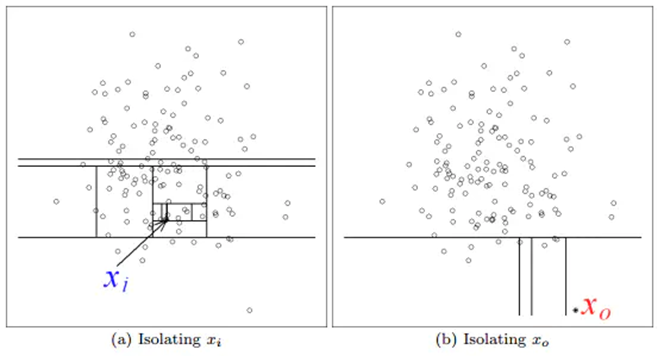 x_i
x_o
(a) Isolating x_i
(b) Isolating x_o